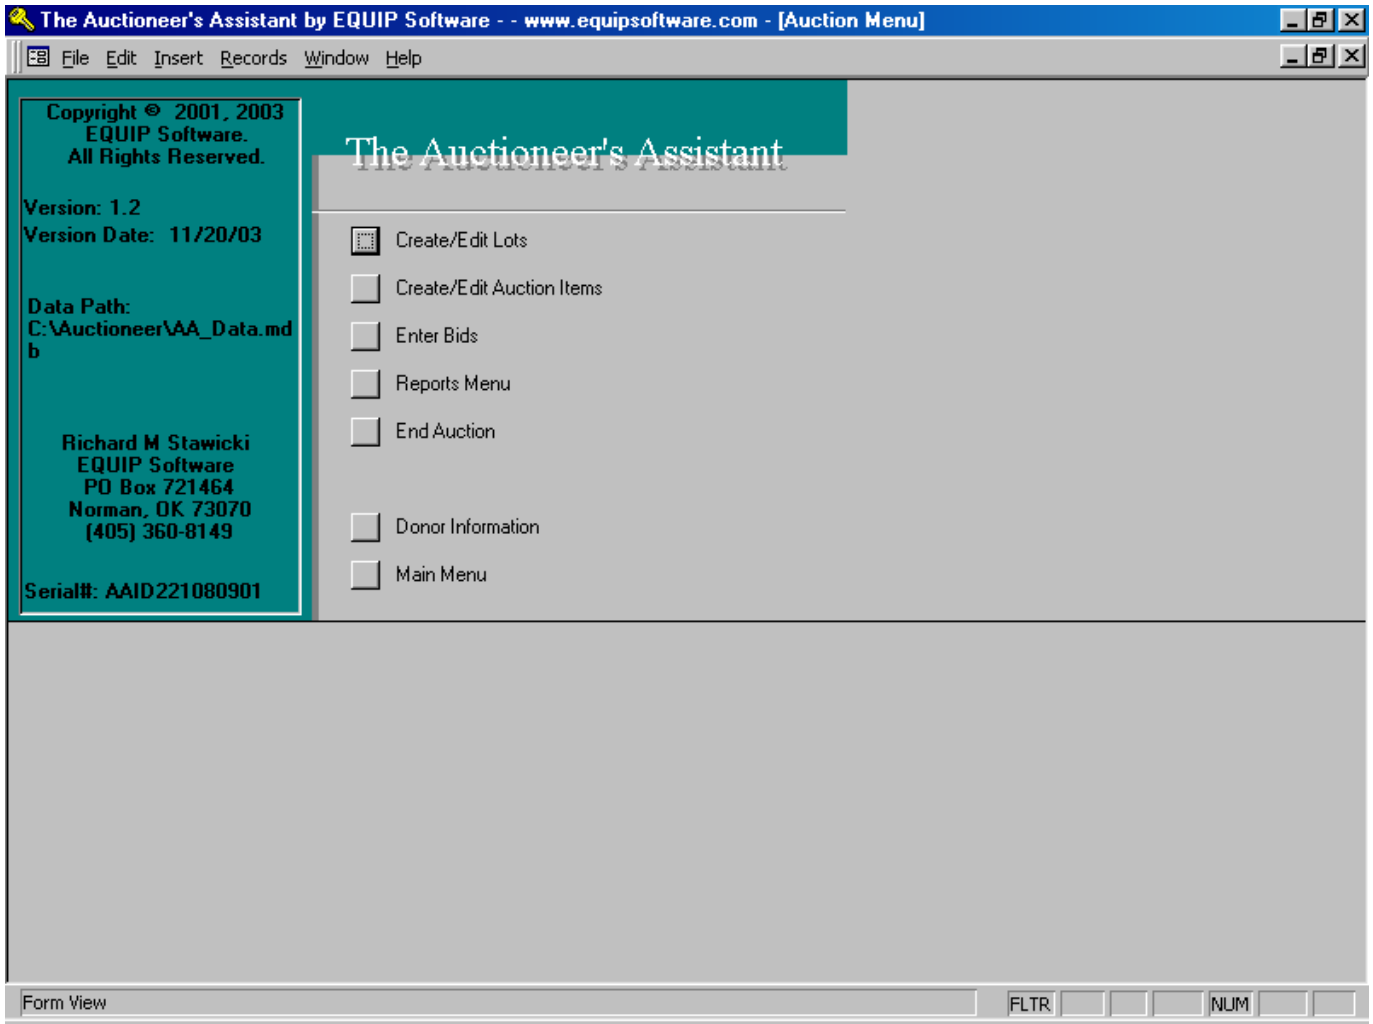 The Auctioneer's Assistant by EQUIP Software - - www.equipsoftware.com - [Auction Menu]
File Edit Insert Records Window Help
Copyright © 2001, 2003
EQUIP Software.
All Rights Reserved.
Version: 1.2
Version Date: 11/20/03
Data Path:
C:\Auctioneer\AA_Data.md
b
Richard M Stawicki
EQUIP Software
PO Box 721464
Norman, OK 73070
(405) 360-8149
Serial#: AAID221080901
The Auctioneer's Assistant
Create/Edit Lots
Create/Edit Auction Items
Enter Bids
Reports Menu
End Auction
Donor Information
Main Menu
Form View
FLTR
NUM